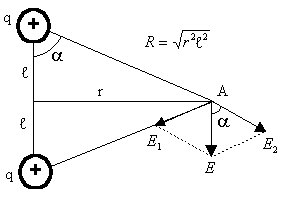 q
+
α
R = √r²ℓ²
ℓ
r
A
ℓ
α
E₁
E₂
E
q
+